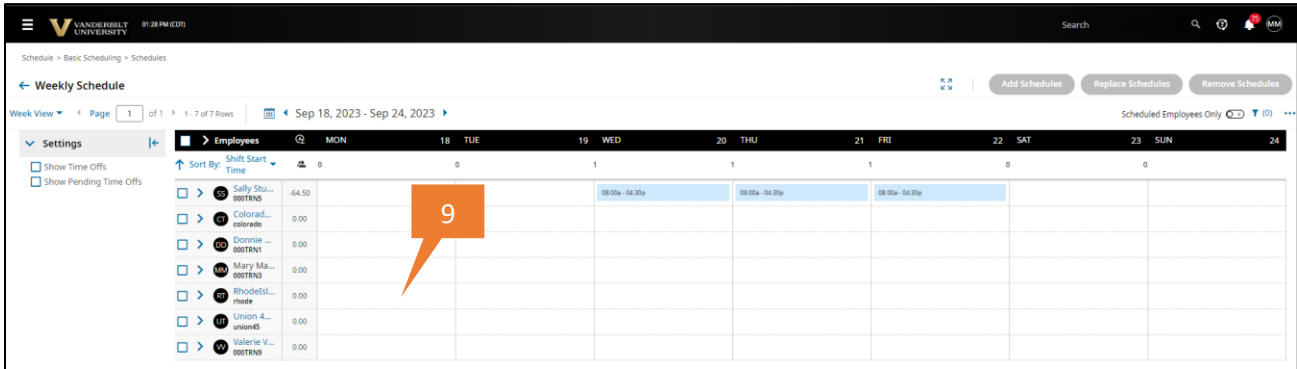 VANDERBILT UNIVERSITY 01:28 PM (CDT) Search 75 MM
Schedule > Basic Scheduling > Schedules
Weekly Schedule Add Schedules Replace Schedules Remove Schedules
Week View Page 1 of 1 1 - 7 of 7 Rows Sep 18, 2023 - Sep 24, 2023 Scheduled Employees Only (0)
Settings Employees MON 18 TUE 19 WED 20 THU 21 FRI 22 SAT 23 SUN 24
Show Time Offs Sort By: Shift Start Time 0 0 1 1 1 0 0
Show Pending Time Offs
SS Sally Stu... -64.50 08:00a - 04:30p 08:00a - 04:30p 08:00a - 04:30p
000TRN5
9
CT Colorad... 0.00
colorado
DD Donnie ... 0.00
000TRN1
MM Mary Ma... 0.00
000TRN3
RT RhodeIsl... 0.00
rhode
UT Union 4... 0.00
union45
VV Valerie V... 0.00
000TRN9